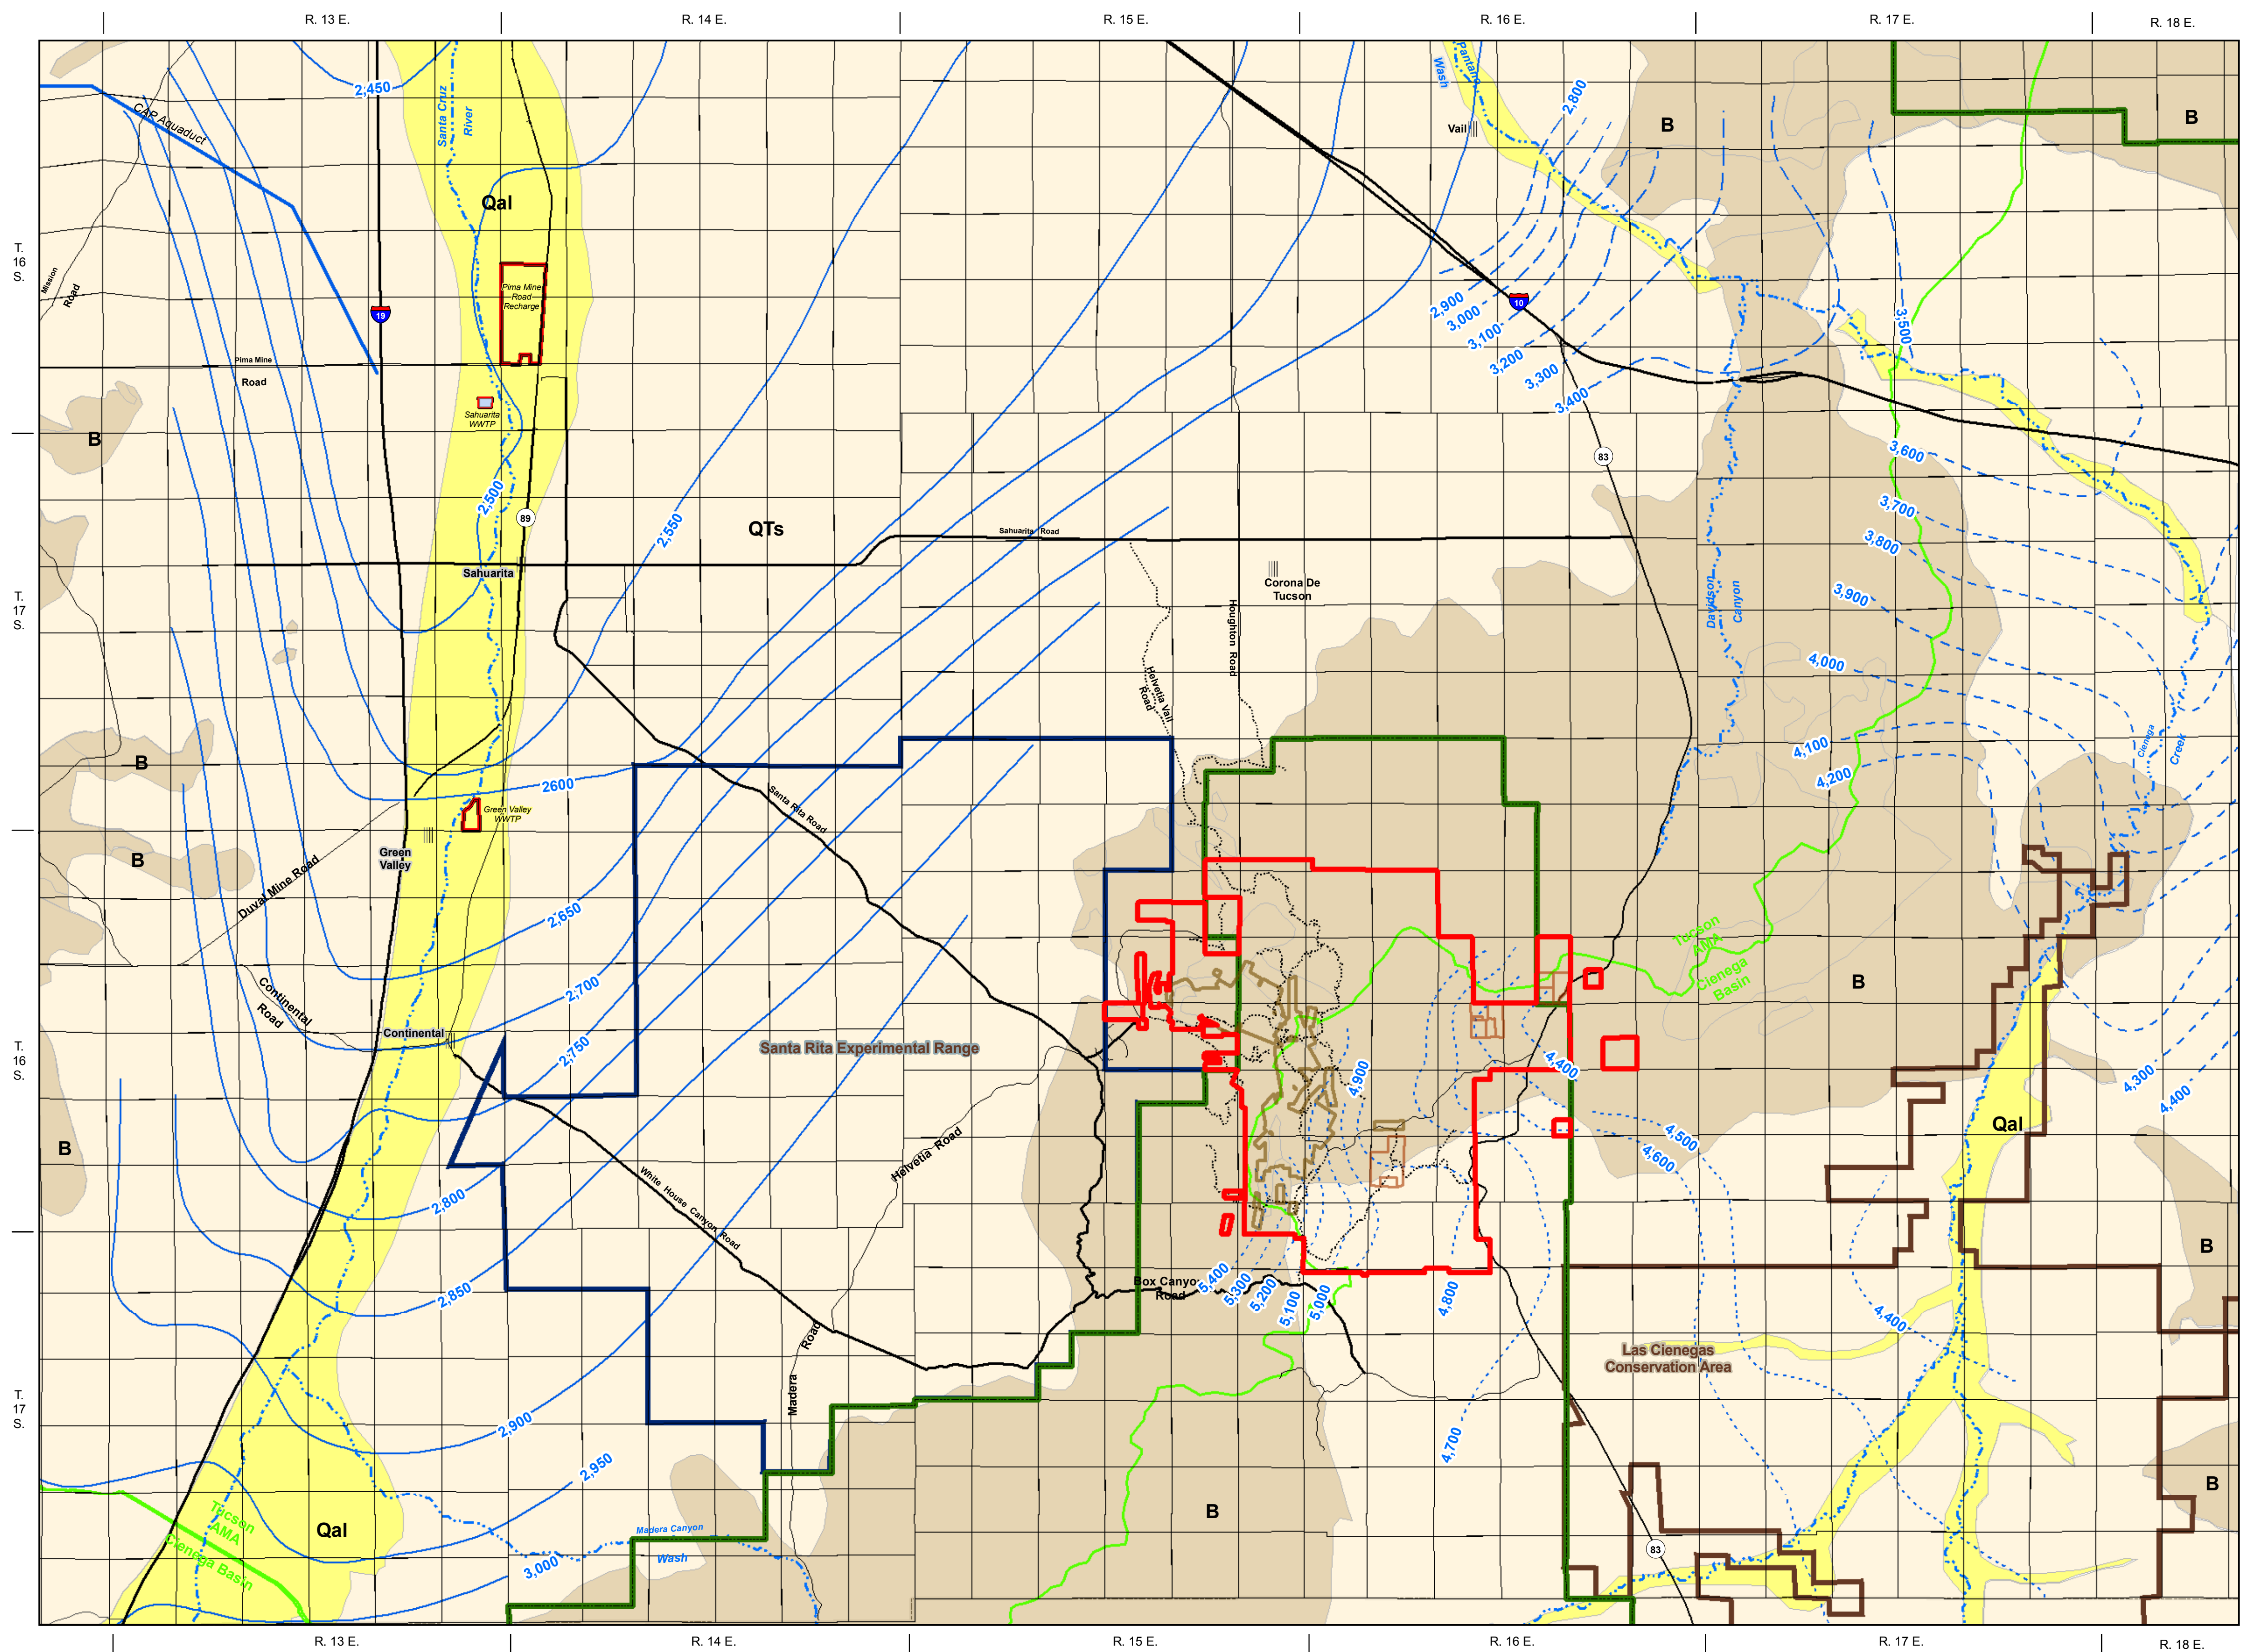 R. 13 E.
R. 14 E.
R. 15 E.
R. 16 E.
R. 17 E.
R. 18 E.
2,450
CAP Aquaduct
Santa Cruz
River
Qal
Pantano
Wash
Vail
2,800
B
B
T.
16
S.
Mission
Road
19
Pima Mine
Road
Recharge
2,900
3,000
3,100
3,200
3,300
3,400
10
3,500
Pima Mine
Road
Sahuarita
WWTP
B
83
3,600
2,500
89
2,550
QTs
3,700
3,800
Sahuarita Road
Sahuarita
Corona De
Tucson
T.
17
S.
Houghton Road
Helvetia Vail
Road
Davidson
Canyon
3,900
4,000
4,100
4,200
Cienega
Creek
B
2600
Green Valley
WWTP
Santa Rita Road
B
Green
Valley
Duval Mine Road
2,650
Tucson
AMA
Cienega
Basin
B
2,700
Continental
Road
Continental
2,750
Santa Rita Experimental Range
T.
16
S.
4,900
4,400
4,300
4,400
Qal
B
4,500
4,600
Helvetia Road
White House Canyon Road
2,800
B
2,850
Box Canyo
Road
5,400
5,300
5,200
5,100
5,000
4,800
4,400
Madera
Road
Las Cienegas
Conservation Area
T.
17
S.
2,900
4,700
2,950
B
B
Tucson
AMA
Cienega Basin
Qal
Madera Canyon
Wash
3,000
83
R. 13 E.
R. 14 E.
R. 15 E.
R. 16 E.
R. 17 E.
R. 18 E.